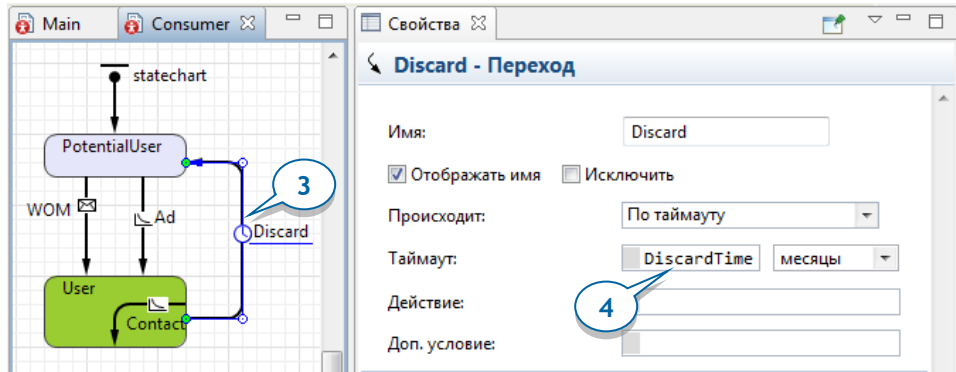 Main
Consumer
statechart
PotentialUser
WOM
Ad
3
Discard
User
Contact
Свойства
Discard - Переход
Имя:
Discard
Отображать имя
Исключить
Происходит:
По таймауту
Таймаут:
DiscardTime
месяцы
Действие:
4
Доп. условие: